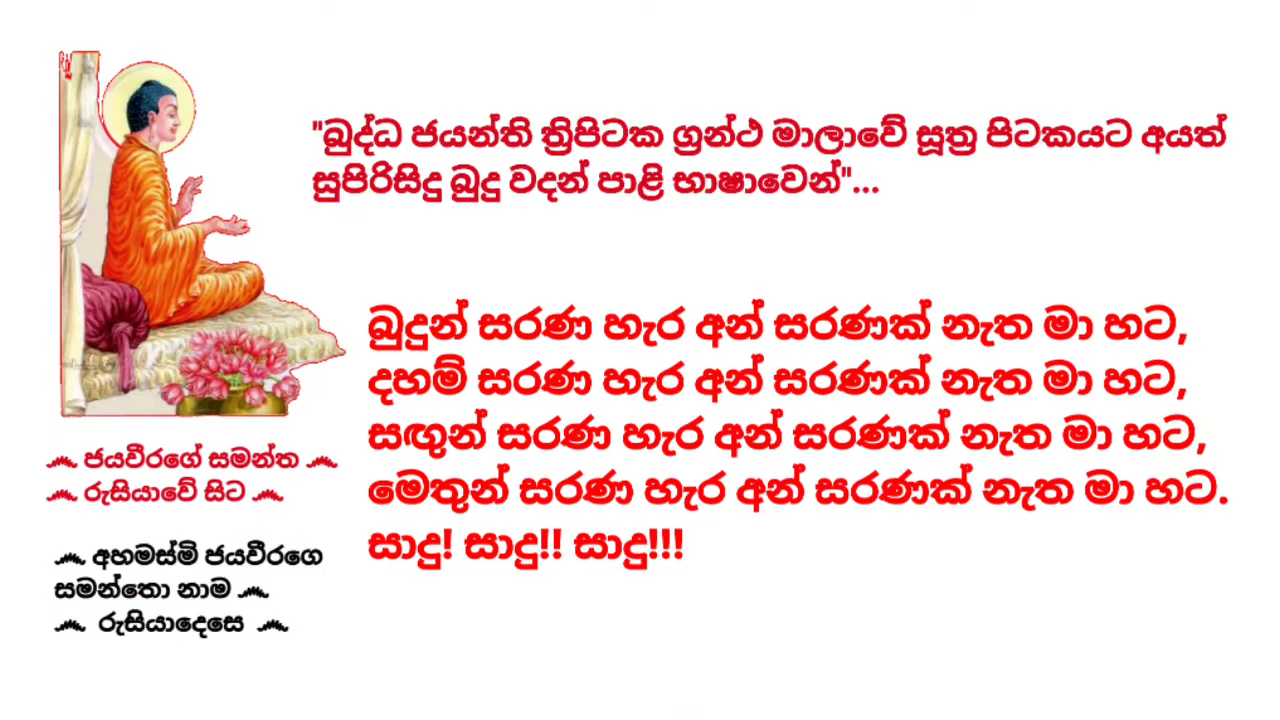 "බුද්ධ ජයන්ති ත්‍රිපිටක ග්‍රන්ථ මාලාවේ සූත්‍ර පිටකයට අයත්
සුපිරිසිදු බුදු වදන් පාළි භාෂාවෙන්"...
බුදුන් සරණ හැර අන් සරණක් නැත මා හට,
දහම් සරණ හැර අන් සරණක් නැත මා හට,
සඟුන් සරණ හැර අන් සරණක් නැත මා හට,
මෙතුන් සරණ හැර අන් සරණක් නැත මා හට.
සාදු! සාදු!! සාදු!!!
෴ ජයවීරගේ සමන්ත ෴
෴ රුසියාවේ සිට ෴
෴ අහමස්මි ජයවීරගෙ
සමන්තො නාම ෴
෴ රුසියාදෙසෙ ෴